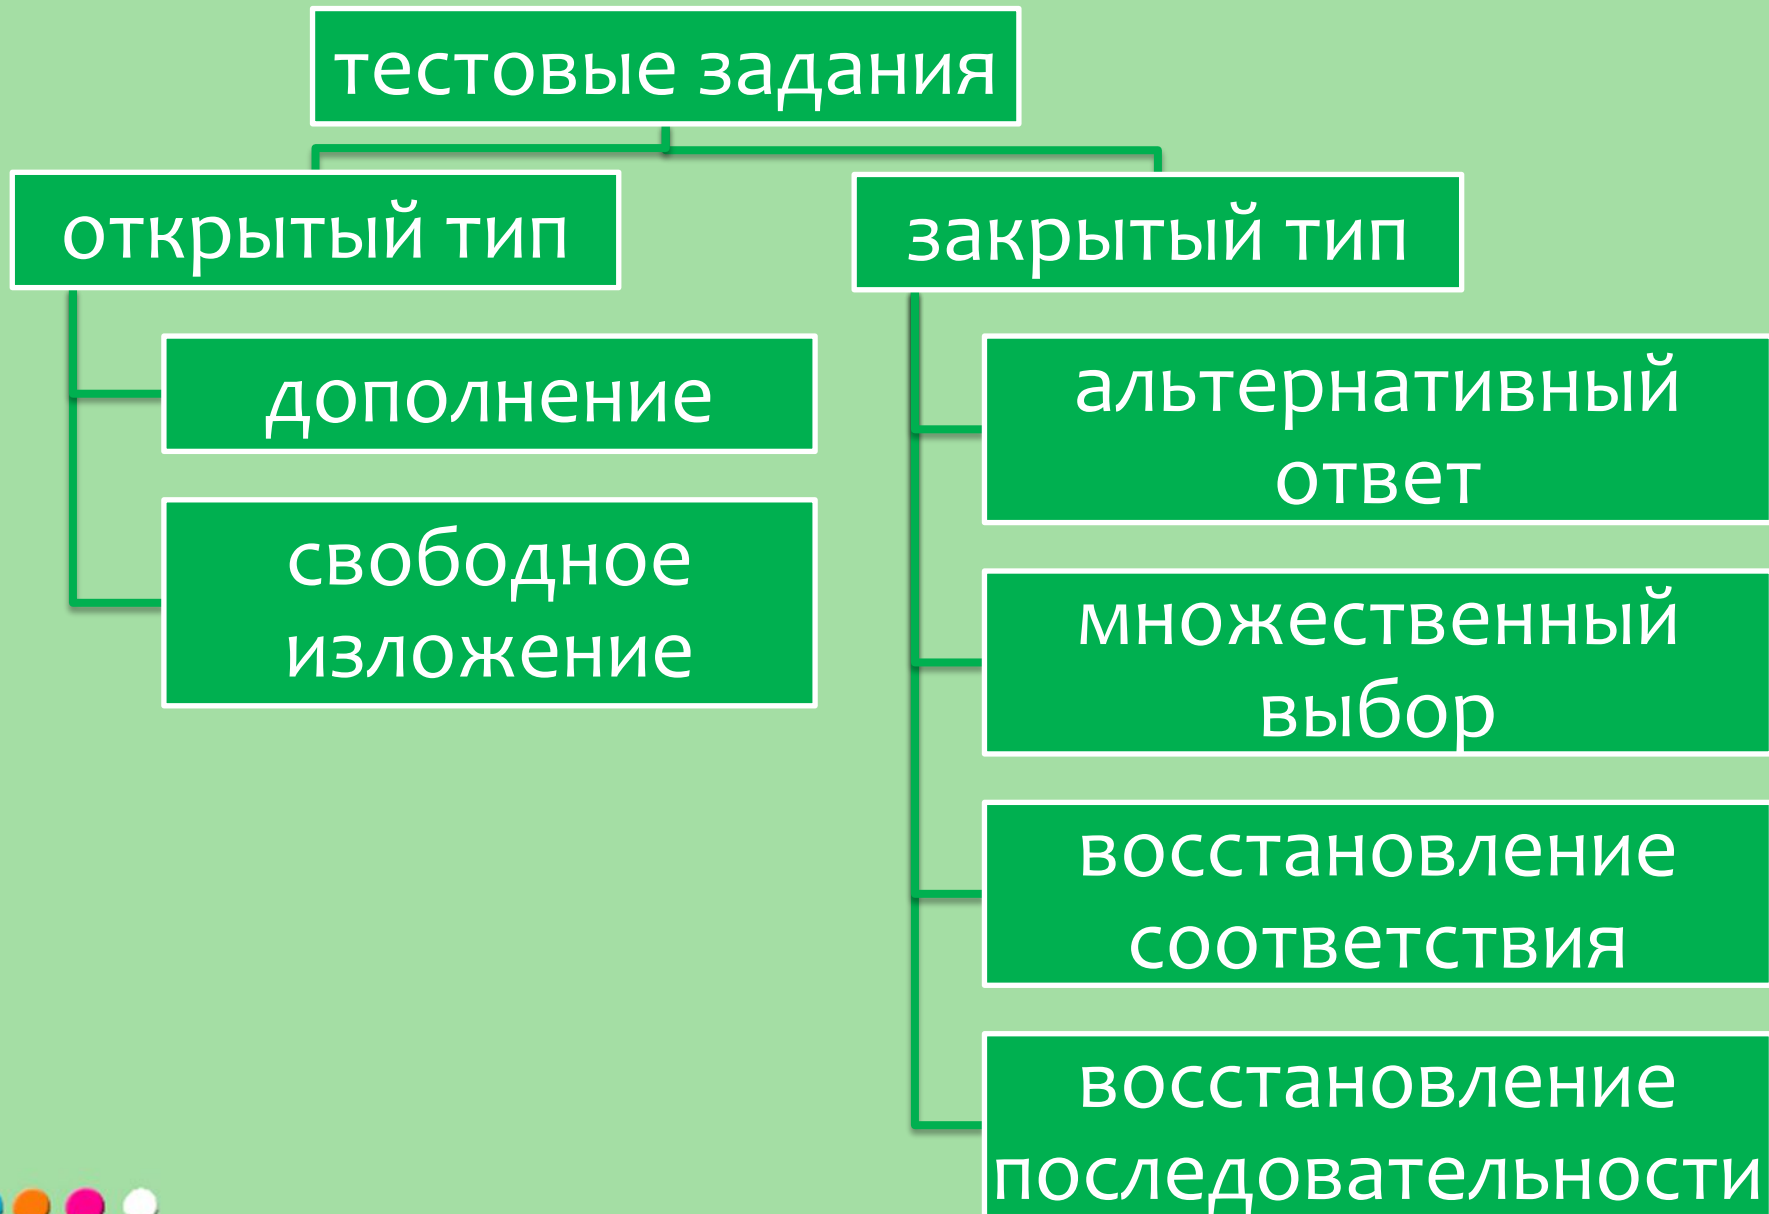 тестовые задания
открытый тип
дополнение
свободное
изложение
закрытый тип
альтернативный
ответ
множественный
выбор
восстановление
соответствия
восстановление
последовательности